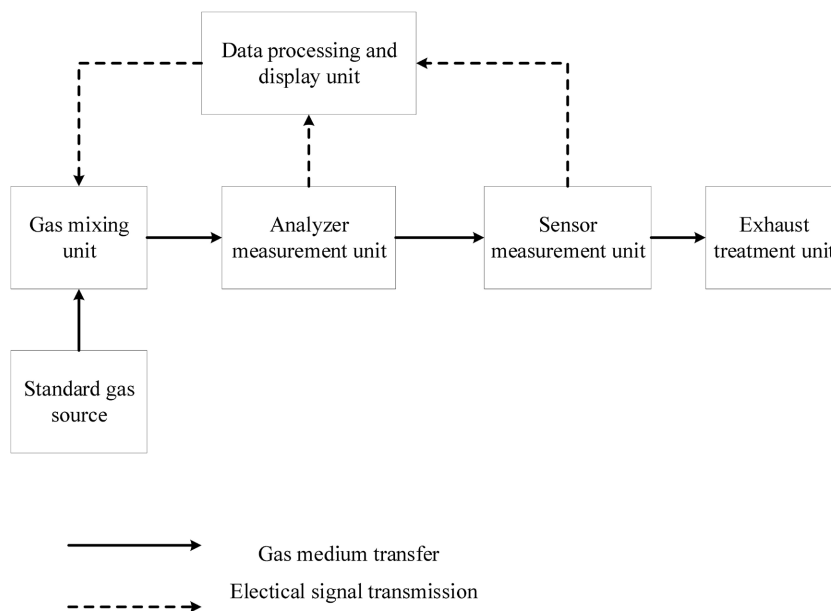 Data processing and
display unit
Gas mixing
unit
Analyzer
measurement unit
Sensor
measurement unit
Exhaust
treatment unit
Standard gas
source
Gas medium transfer
Electical signal transmission